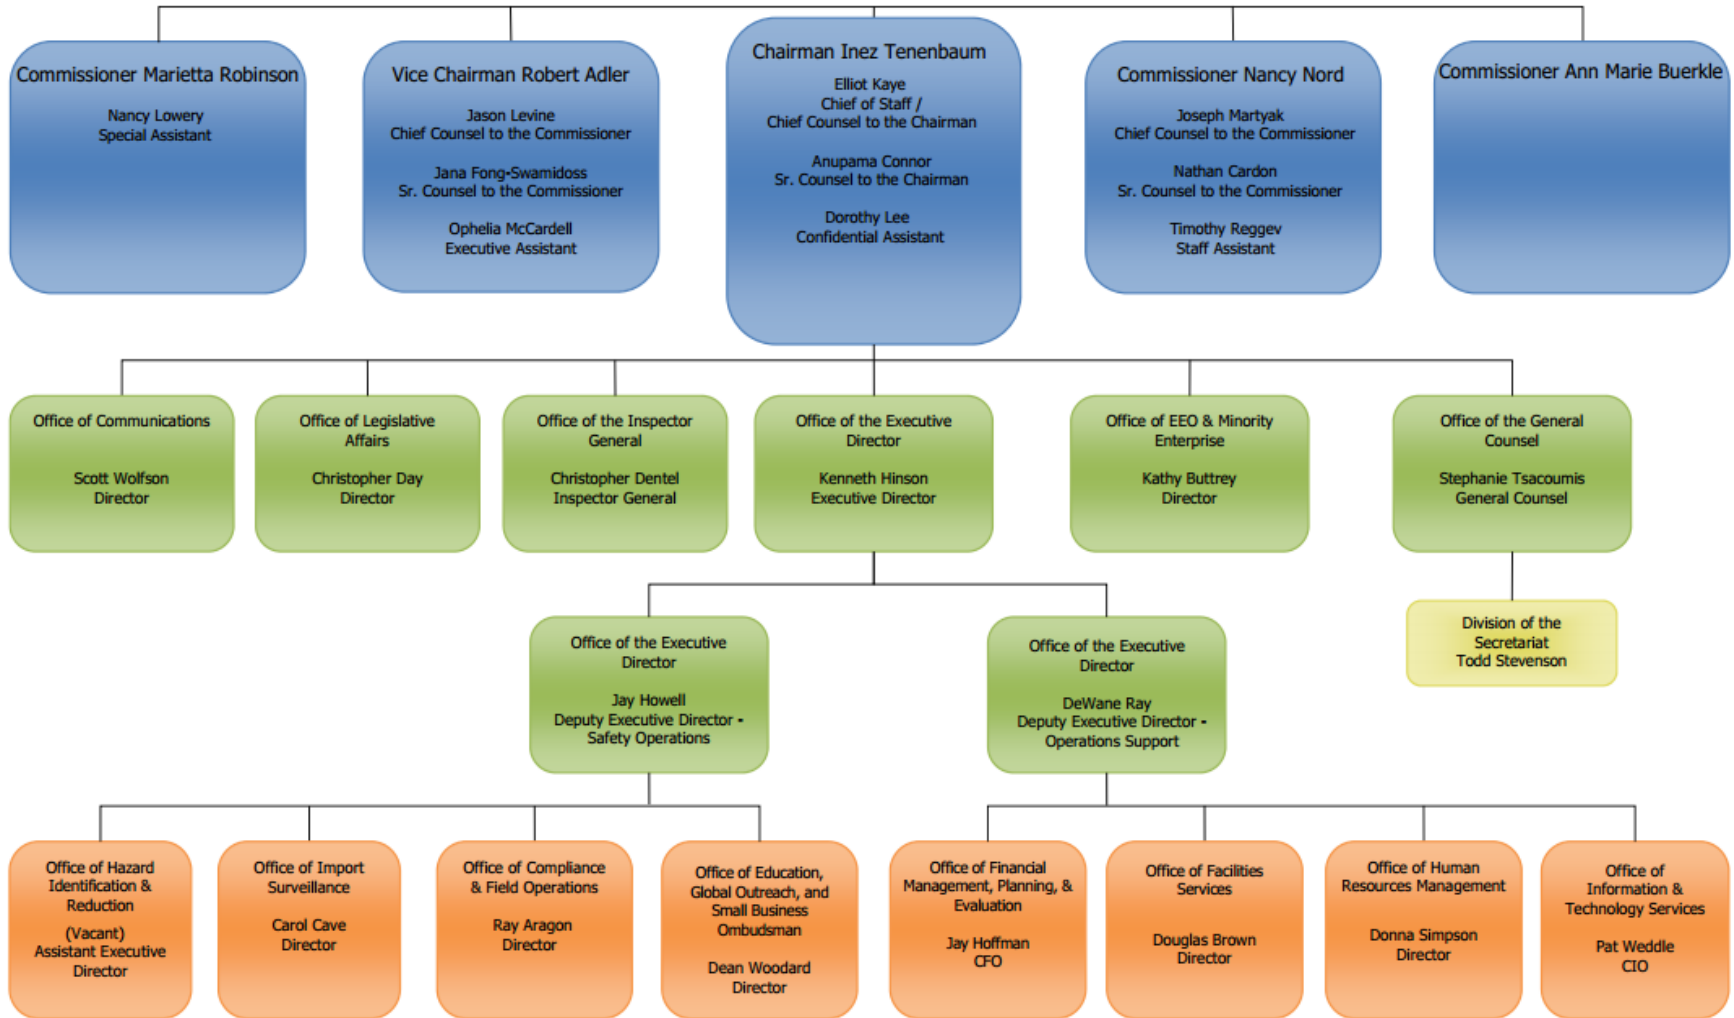 Commissioner Marietta Robinson
Nancy Lowery
Special Assistant
Vice Chairman Robert Adler
Jason Levine
Chief Counsel to the Commissioner
Jana Fong-Swamidoss
Sr. Counsel to the Commissioner
Ophelia McCardell
Executive Assistant
Chairman Inez Tenenbaum
Elliot Kaye
Chief of Staff /
Chief Counsel to the Chairman
Anupama Connor
Sr. Counsel to the Chairman
Dorothy Lee
Confidential Assistant
Commissioner Nancy Nord
Joseph Martyak
Chief Counsel to the Commissioner
Nathan Cardon
Sr. Counsel to the Commissioner
Timothy Reggev
Staff Assistant
Commissioner Ann Marie Buerkle
Office of Communications
Scott Wolfson
Director
Office of Legislative
Affairs
Christopher Day
Director
Office of the Inspector
General
Christopher Dentel
Inspector General
Office of the Executive
Director
Kenneth Hinson
Executive Director
Office of EEO & Minority
Enterprise
Kathy Buttrey
Director
Office of the General
Counsel
Stephanie Tsacoumis
General Counsel
Office of the Executive
Director
Jay Howell
Deputy Executive Director -
Safety Operations
Office of the Executive
Director
DeWane Ray
Deputy Executive Director -
Operations Support
Division of the
Secretariat
Todd Stevenson
Office of Hazard
Identification &
Reduction
(Vacant)
Assistant Executive
Director
Office of Import
Surveillance
Carol Cave
Director
Office of Compliance
& Field Operations
Ray Aragon
Director
Office of Education,
Global Outreach, and
Small Business
Ombudsman
Dean Woodard
Director
Office of Financial
Management, Planning, &
Evaluation
Jay Hoffman
CFO
Office of Facilities
Services
Douglas Brown
Director
Office of Human
Resources Management
Donna Simpson
Director
Office of
Information &
Technology Services
Pat Weddle
CIO